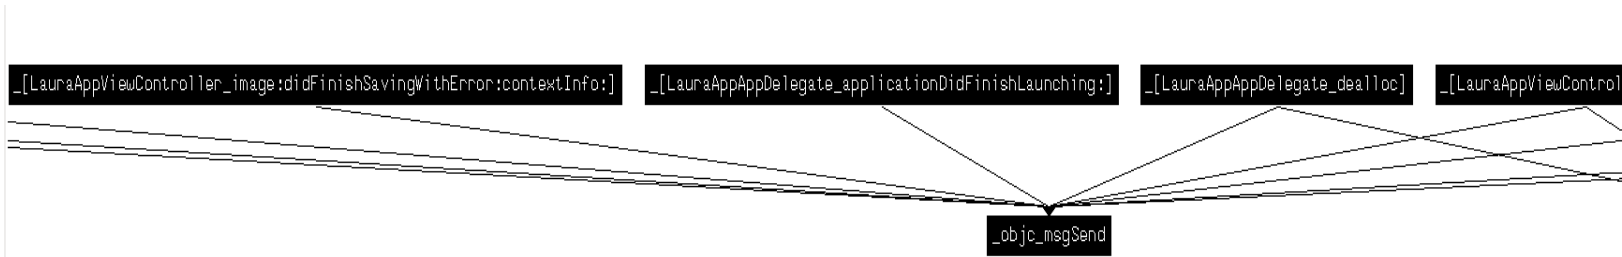 _[LauraAppViewController_image:didFinishSavingWithError:contextInfo:]
_[LauraAppAppDelegate_applicationDidFinishLaunching:]
_[LauraAppAppDelegate_dealloc]
_[LauraAppViewControl
_objc_msgSend